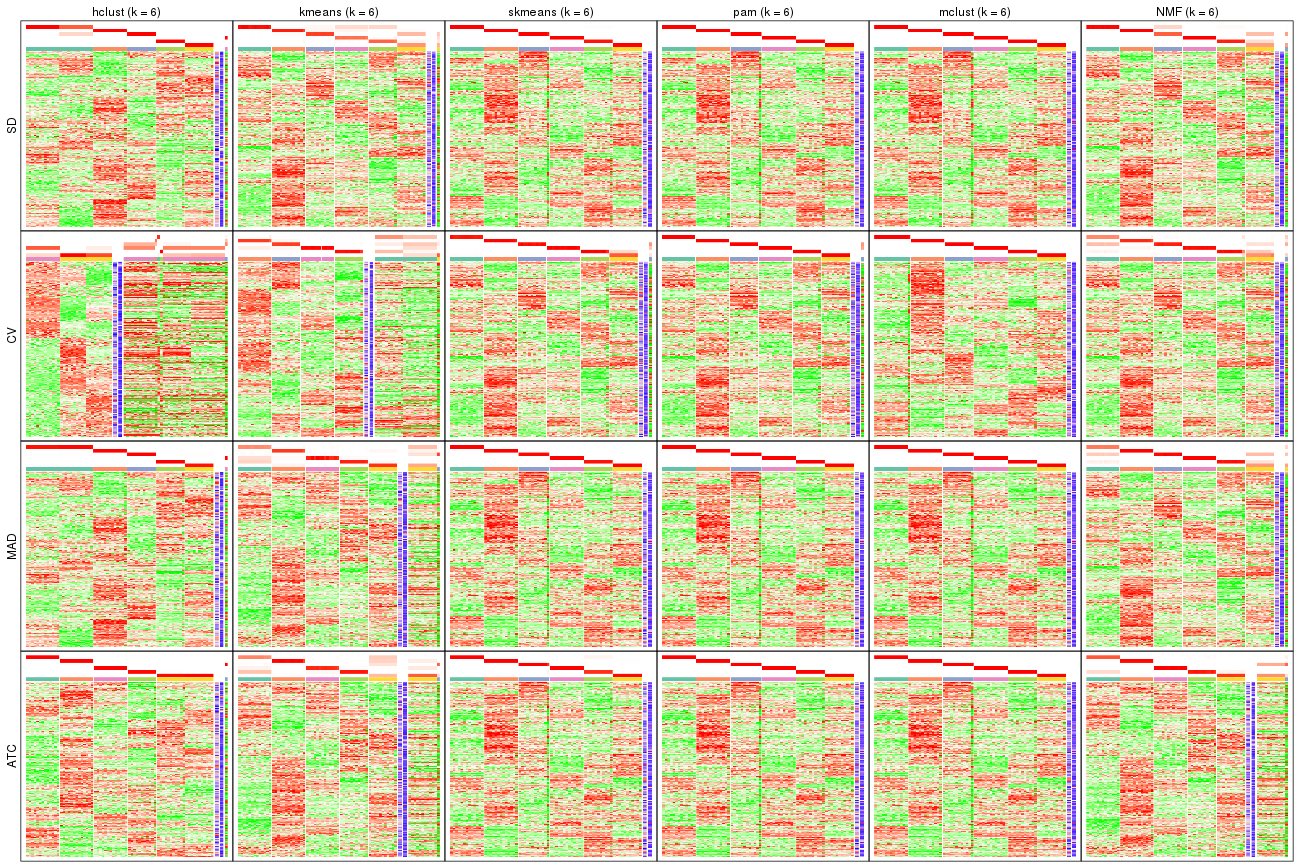 hclust (k = 6) kmeans (k = 6) skmeans (k = 6) pam (k = 6) mclust (k = 6) NMF (k = 6)
SD
CV
MAD
ATC